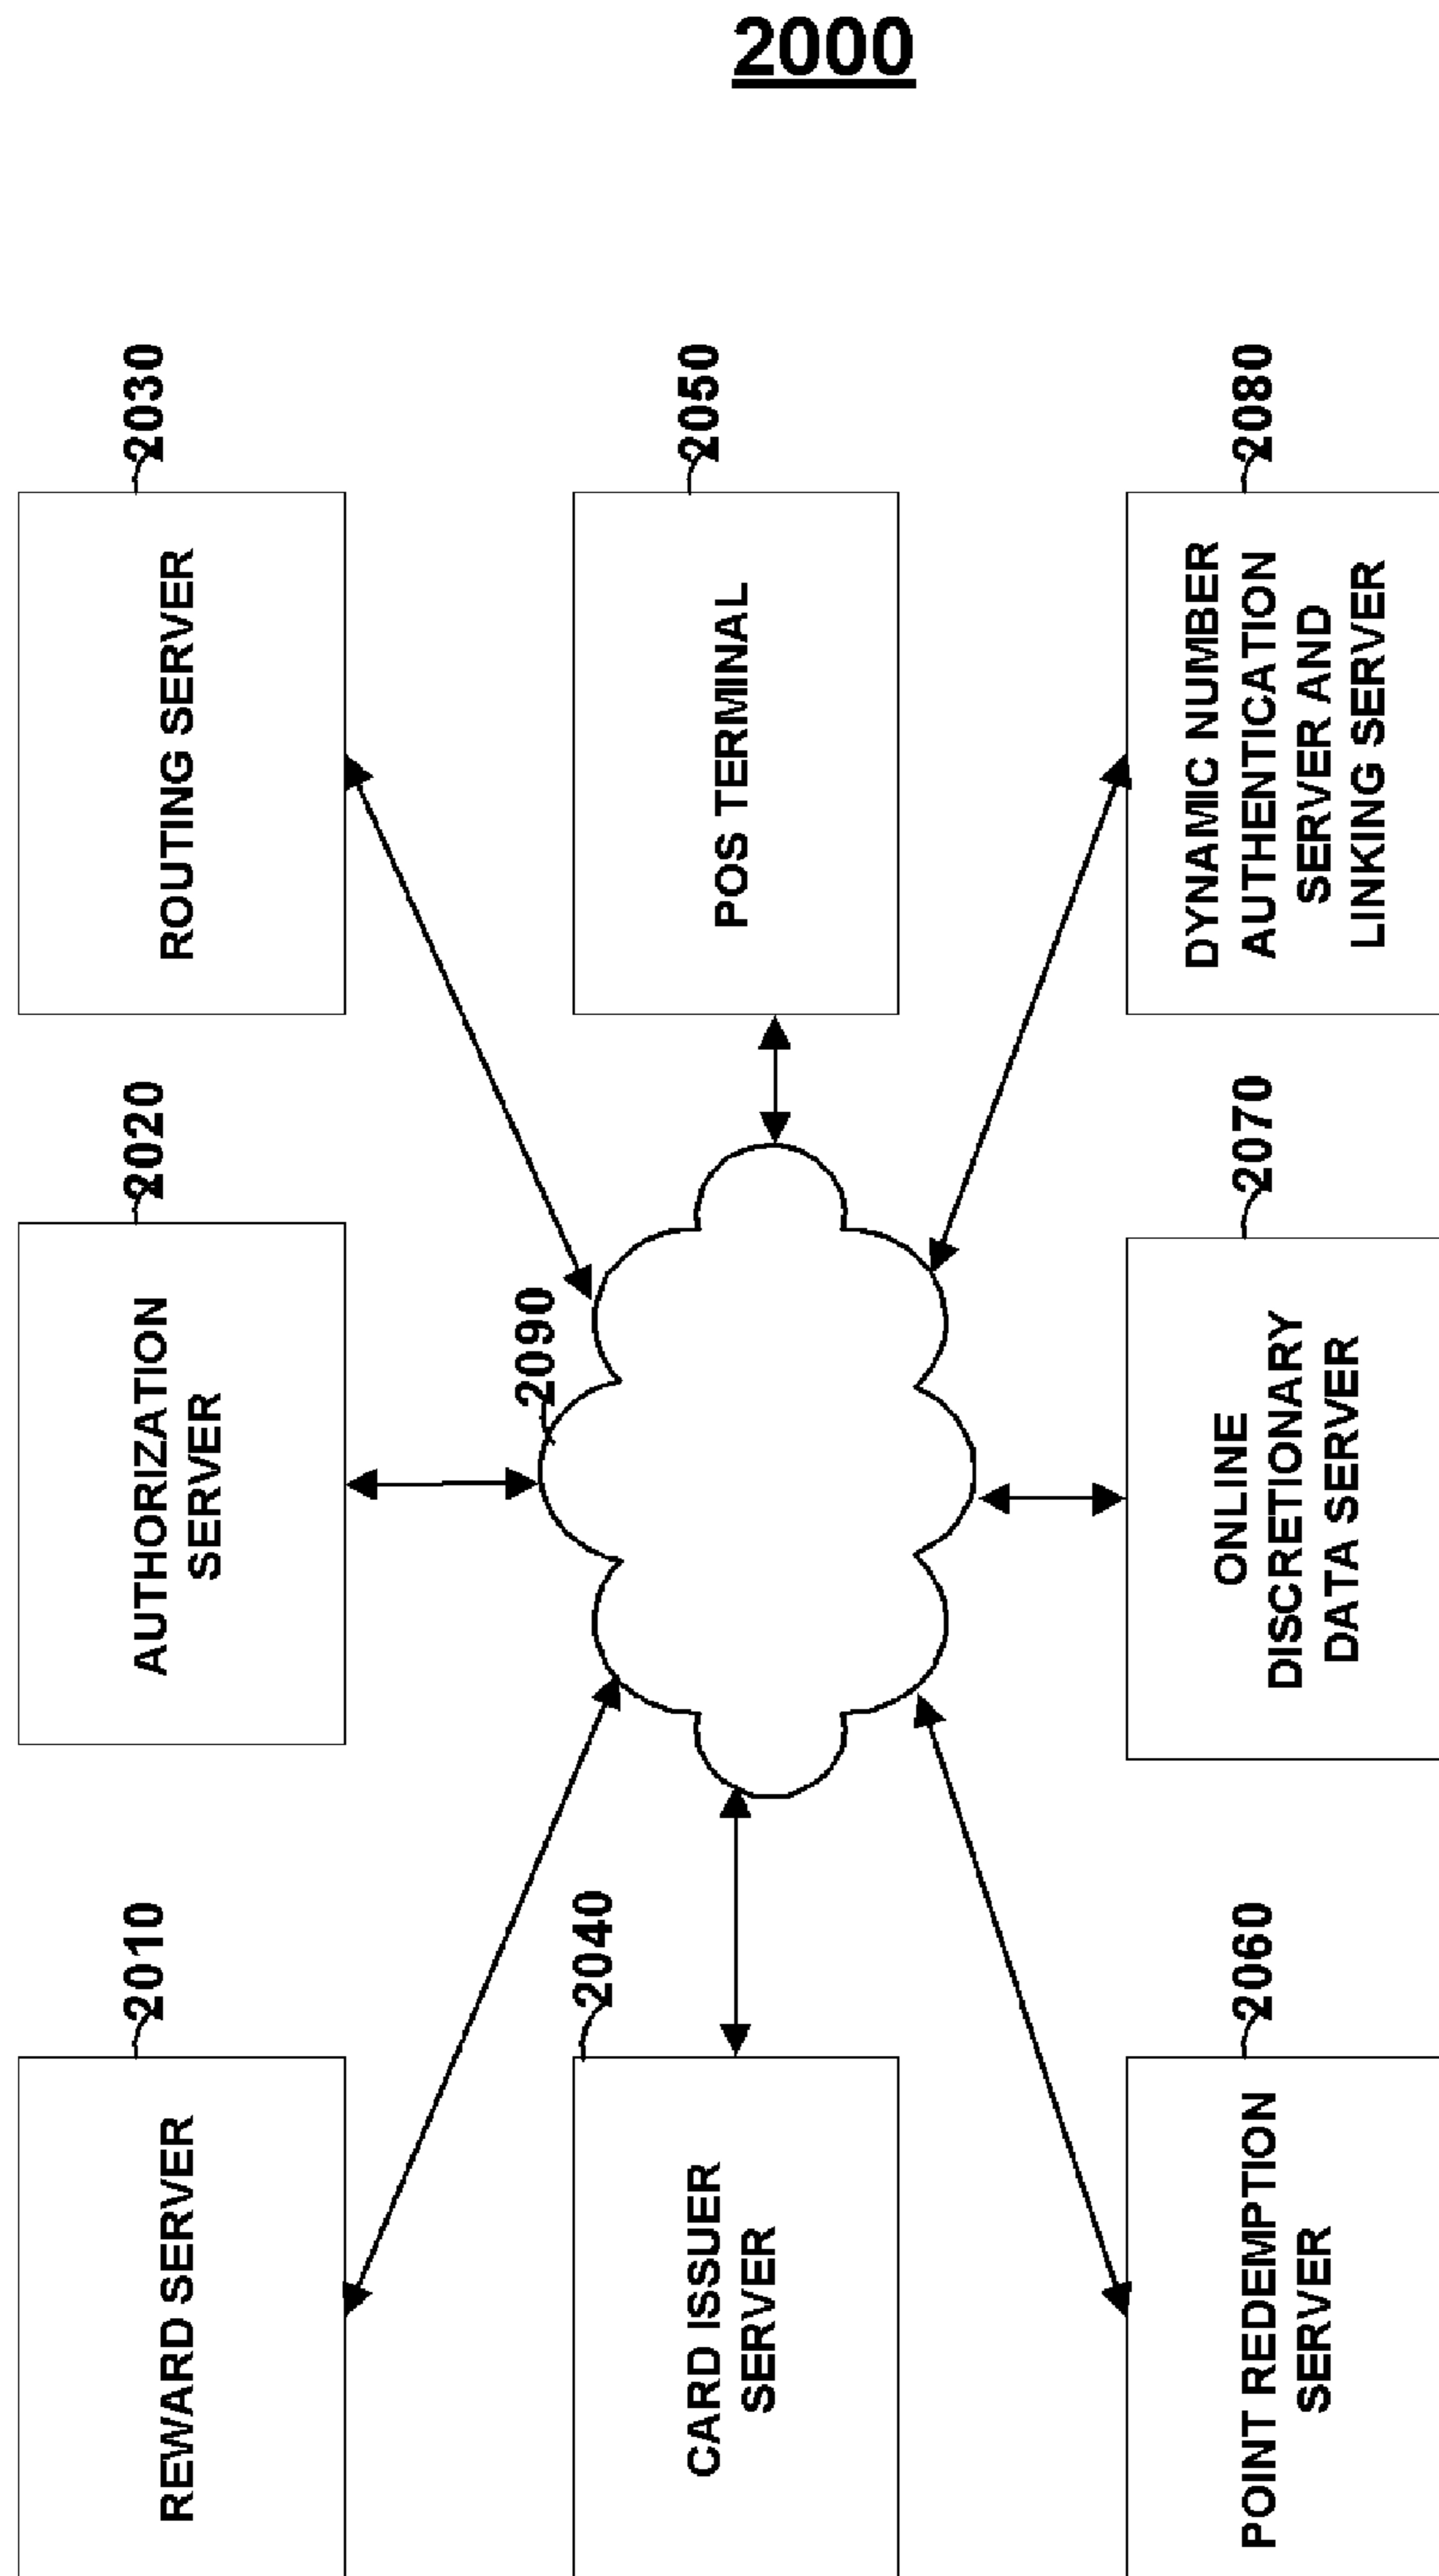 2000
2010
REWARD SERVER
2020
AUTHORIZATION
SERVER
2030
ROUTING SERVER
2040
CARD ISSUER
SERVER
2090
2050
POS TERMINAL
2060
POINT REDEMPTION
SERVER
2070
ONLINE
DISCRETIONARY
DATA SERVER
2080
DYNAMIC NUMBER
AUTHENTICATION
SERVER AND
LINKING SERVER